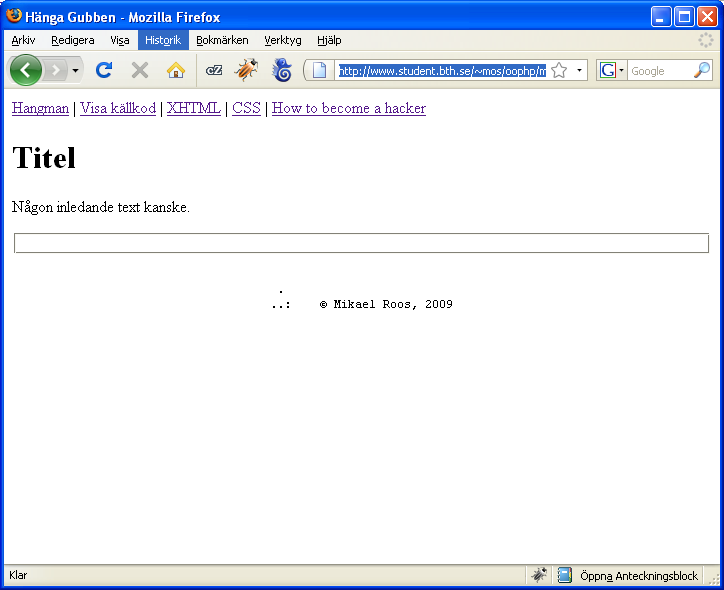 Hänga Gubben - Mozilla Firefox
Arkiv Redigera Visa Historik Bokmärken Verktyg Hjälp
http://www.student.bth.se/~mos/oophp/m Google
Hangman | Visa källkod | XHTML | CSS | How to become a hacker
Titel
Någon inledande text kanske.
.
..: © Mikael Roos, 2009
Klar Öppna Anteckningsblock